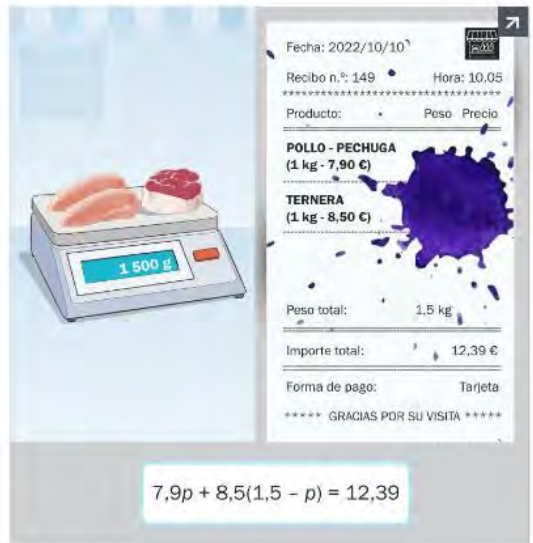 1 500 g
Fecha: 2022/10/10
Recibo n.º: 149 Hora: 10.05
******************************
Producto: Peso Precio
POLLO - PECHUGA
(1 kg - 7,90 €)
TERNERA
(1 kg - 8,50 €)
Peso total: 1,5 kg
Importe total: 12,39 €
Forma de pago: Tarjeta
***** GRACIAS POR SU VISITA *****
7,9p + 8,5(1,5 – p) = 12,39